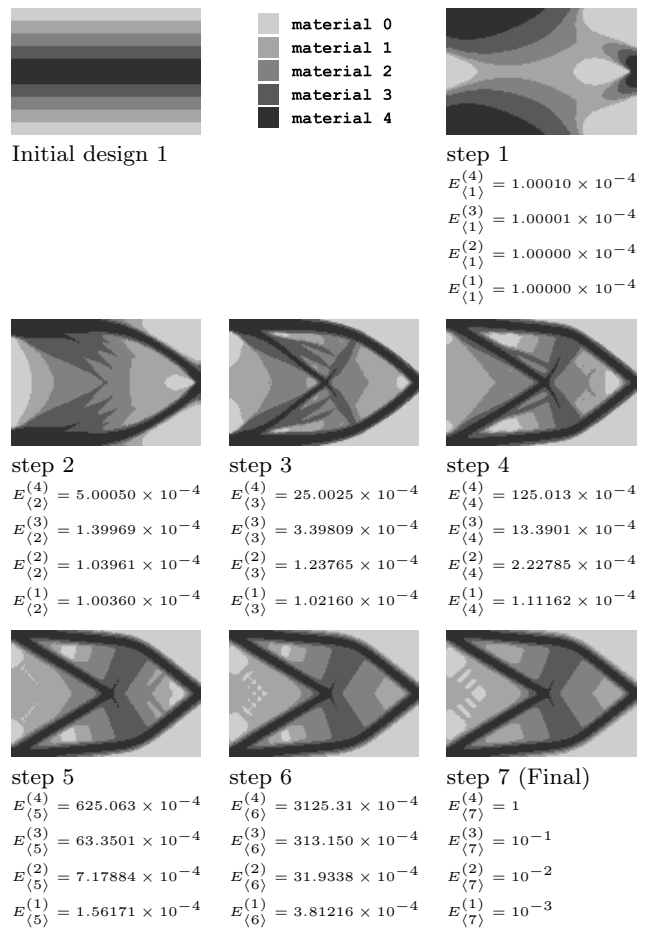 material 0
material 1
material 2
material 3
material 4
Initial design 1
step 1
E^{(4)}_{⟨1⟩} = 1.00010 × 10^{−4}
E^{(3)}_{⟨1⟩} = 1.00001 × 10^{−4}
E^{(2)}_{⟨1⟩} = 1.00000 × 10^{−4}
E^{(1)}_{⟨1⟩} = 1.00000 × 10^{−4}
step 2
E^{(4)}_{⟨2⟩} = 5.00050 × 10^{−4}
E^{(3)}_{⟨2⟩} = 1.39969 × 10^{−4}
E^{(2)}_{⟨2⟩} = 1.03961 × 10^{−4}
E^{(1)}_{⟨2⟩} = 1.00360 × 10^{−4}
step 3
E^{(4)}_{⟨3⟩} = 25.0025 × 10^{−4}
E^{(3)}_{⟨3⟩} = 3.39809 × 10^{−4}
E^{(2)}_{⟨3⟩} = 1.23765 × 10^{−4}
E^{(1)}_{⟨3⟩} = 1.02160 × 10^{−4}
step 4
E^{(4)}_{⟨4⟩} = 125.013 × 10^{−4}
E^{(3)}_{⟨4⟩} = 13.3901 × 10^{−4}
E^{(2)}_{⟨4⟩} = 2.22785 × 10^{−4}
E^{(1)}_{⟨4⟩} = 1.11162 × 10^{−4}
step 5
E^{(4)}_{⟨5⟩} = 625.063 × 10^{−4}
E^{(3)}_{⟨5⟩} = 63.3501 × 10^{−4}
E^{(2)}_{⟨5⟩} = 7.17884 × 10^{−4}
E^{(1)}_{⟨5⟩} = 1.56171 × 10^{−4}
step 6
E^{(4)}_{⟨6⟩} = 3125.31 × 10^{−4}
E^{(3)}_{⟨6⟩} = 313.150 × 10^{−4}
E^{(2)}_{⟨6⟩} = 31.9338 × 10^{−4}
E^{(1)}_{⟨6⟩} = 3.81216 × 10^{−4}
step 7 (Final)
E^{(4)}_{⟨7⟩} = 1
E^{(3)}_{⟨7⟩} = 10^{−1}
E^{(2)}_{⟨7⟩} = 10^{−2}
E^{(1)}_{⟨7⟩} = 10^{−3}